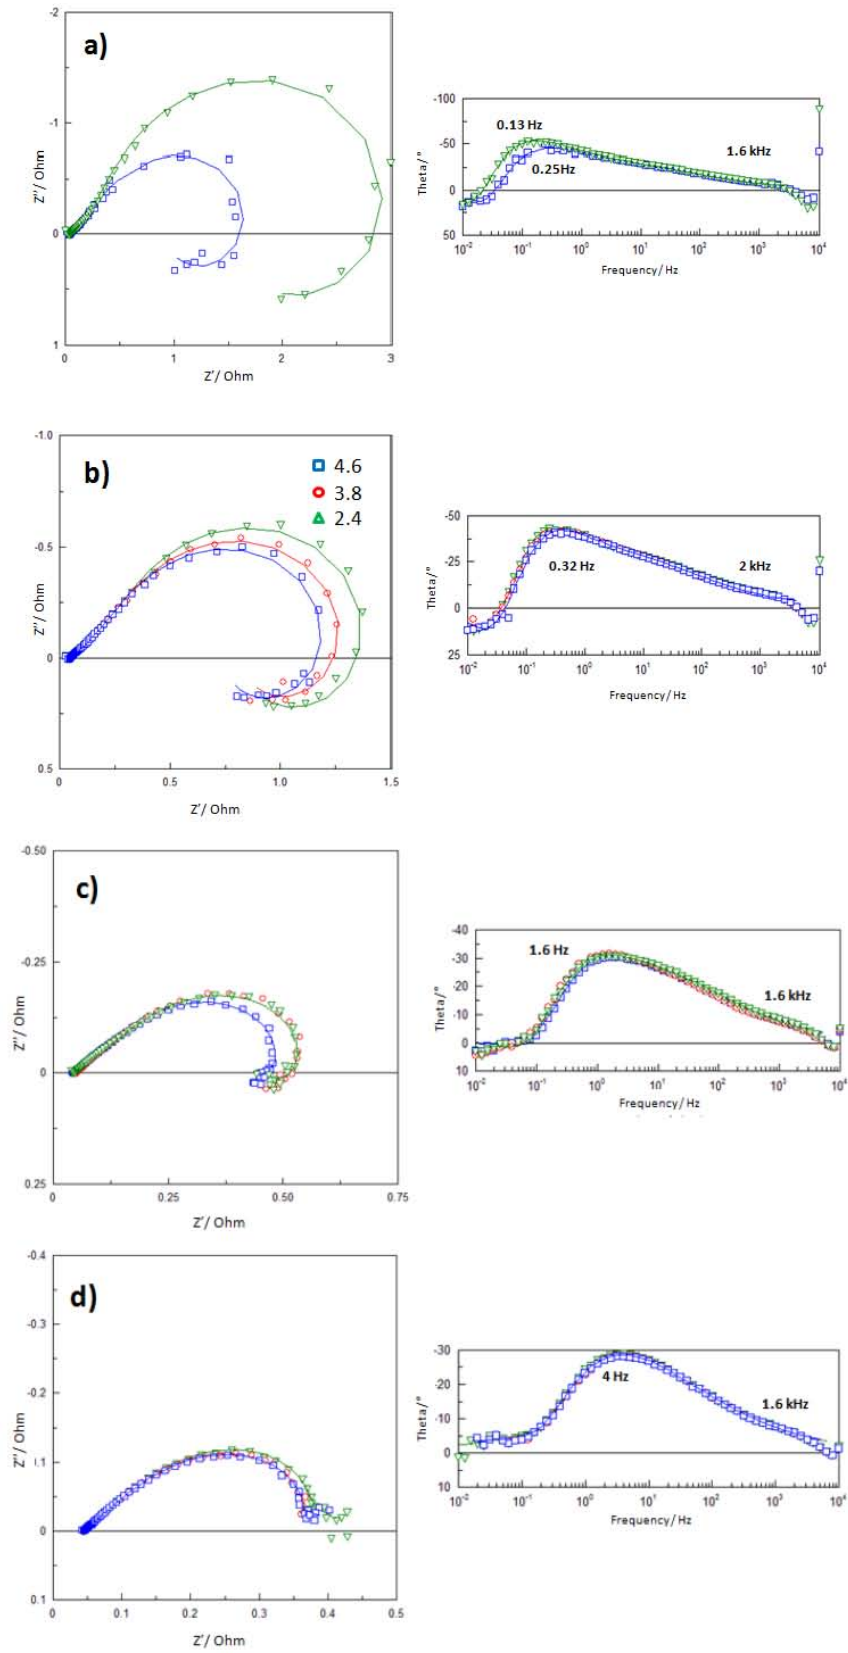 a)
-2
-1
0
1
Z''/ Ohm
0 1 2 3
Z'/ Ohm
-100
-50
0
50
Theta/°
0.13 Hz
0.25Hz
1.6 kHz
10-2 10-1 100 101 102 103 104
Frequency/ Hz
b)
4.6
3.8
2.4
-1.0
-0.5
0
0.5
Z''/ Ohm
0 0.5 1.0 1.5
Z'/ Ohm
-50
-25
0
25
Theta/°
0.32 Hz
2 kHz
10-2 10-1 100 101 102 103 104
Frequency/ Hz
c)
-0.50
-0.25
0
0.25
Z''/ Ohm
0 0.25 0.50 0.75
Z'/ Ohm
-40
-30
-20
-10
0
10
Theta/°
1.6 Hz
1.6 kHz
10-2 10-1 100 101 102 103 104
Frequency/ Hz
d)
-0.4
-0.3
-0.2
-0.1
0
0.1
Z''/ Ohm
0 0.1 0.2 0.3 0.4 0.5
Z'/ Ohm
-30
-20
-10
0
10
Theta/°
4 Hz
1.6 kHz
10-2 10-1 100 101 102 103 104
Frequency/ Hz